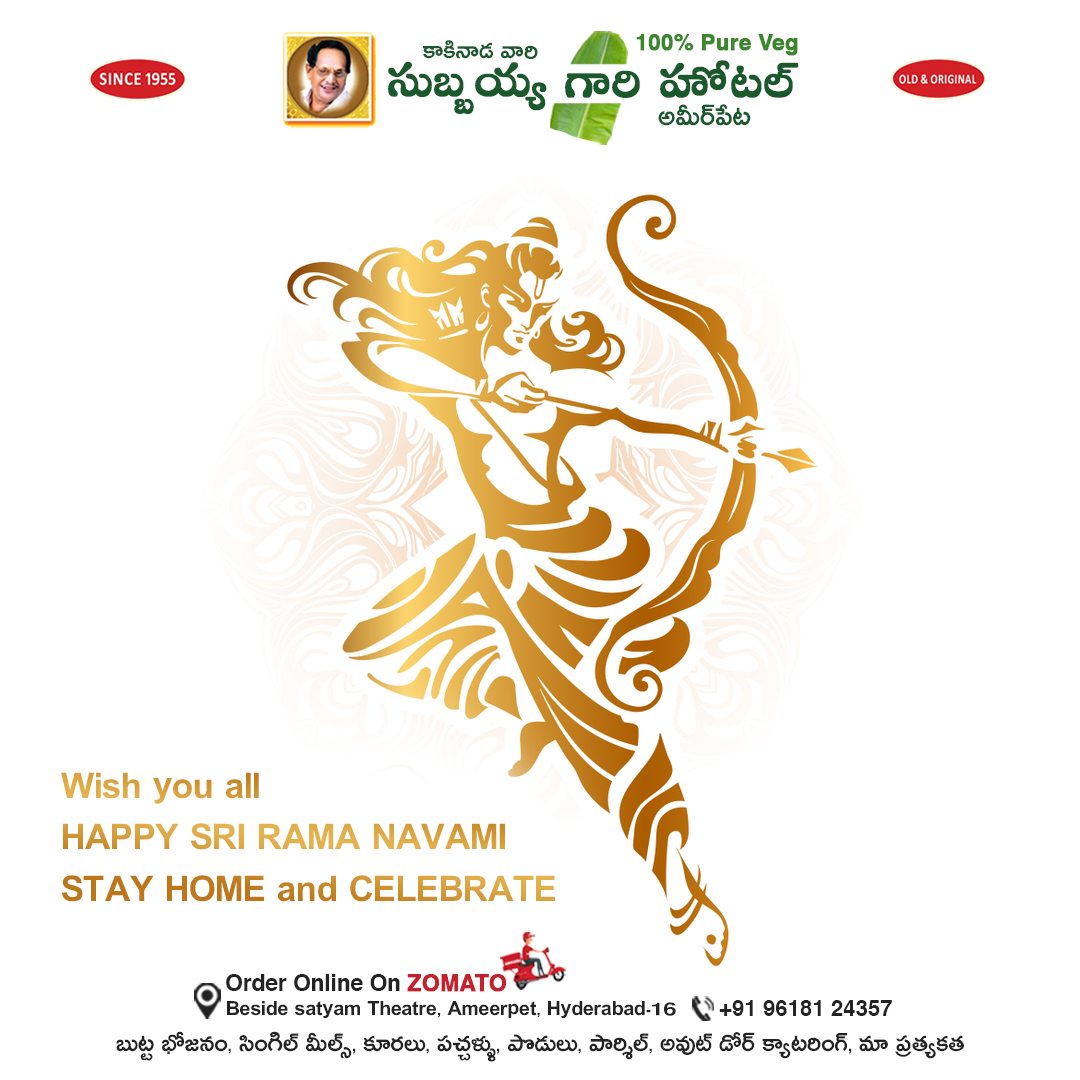 SINCE 1955
కాకినాడ వారి
100% Pure Veg
సుబ్బయ్య గారి హోటల్
అమీర్‌పేట
OLD & ORIGINAL
Wish you all
HAPPY SRI RAMA NAVAMI
STAY HOME and CELEBRATE
Order Online On ZOMATO
Beside satyam Theatre, Ameerpet, Hyderabad-16 +91 96181 24357
బుట్ట భోజనం, సింగిల్ మీల్స్, కూరలు, పచ్చళ్ళు, పొడులు, పార్శిల్, అవుట్ డోర్ క్యాటరింగ్, మా ప్రత్యకత